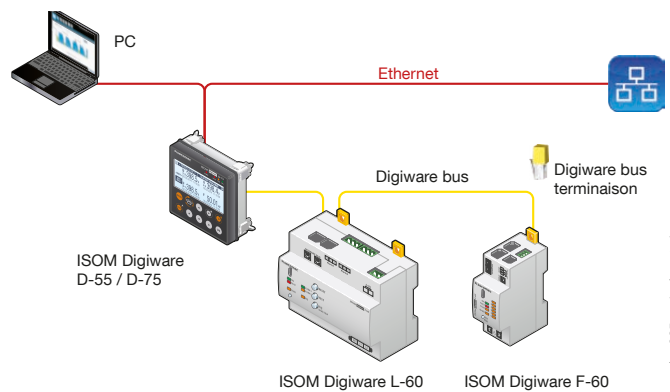 PC
Ethernet
Digiware bus
Digiware bus
terminaison
ISOM Digiware
D-55 / D-75
ISOM Digiware L-60
ISOM Digiware F-60